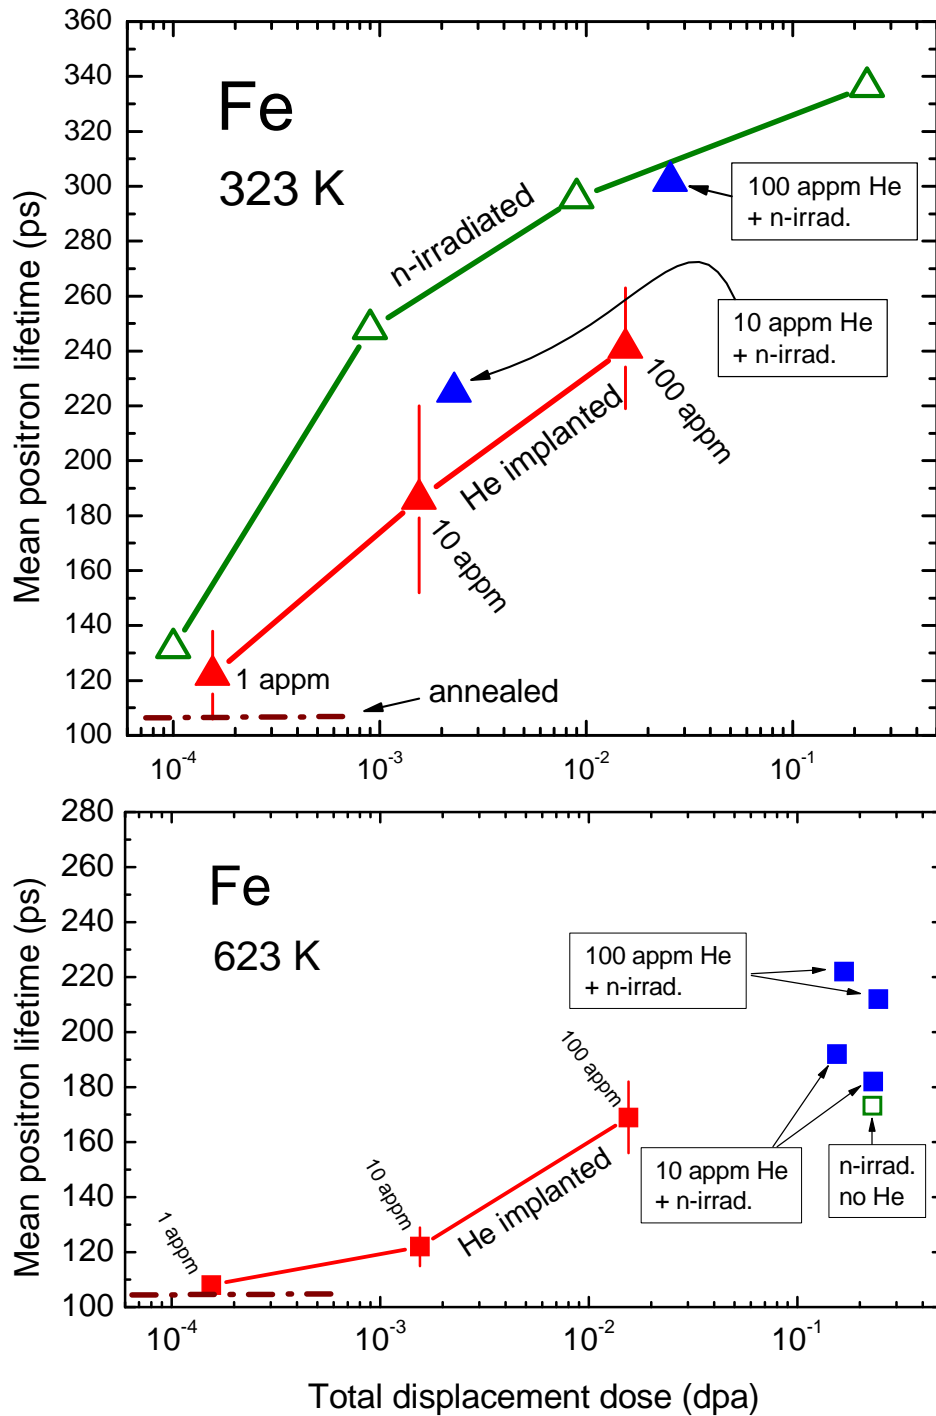 Fe
323 K
Mean positron lifetime (ps)
360
340
320
300
280
260
240
220
200
180
160
140
120
100
n-irradiated
100 appm He
+ n-irrad.
10 appm He
+ n-irrad.
He implanted
100 appm
10 appm
1 appm
annealed
10-4
10-3
10-2
10-1
Fe
623 K
Mean positron lifetime (ps)
280
260
240
220
200
180
160
140
120
100
100 appm He
+ n-irrad.
100 appm
10 appm
1 appm
He implanted
10 appm He
+ n-irrad.
n-irrad.
no He
10-4
10-3
10-2
10-1
Total displacement dose (dpa)